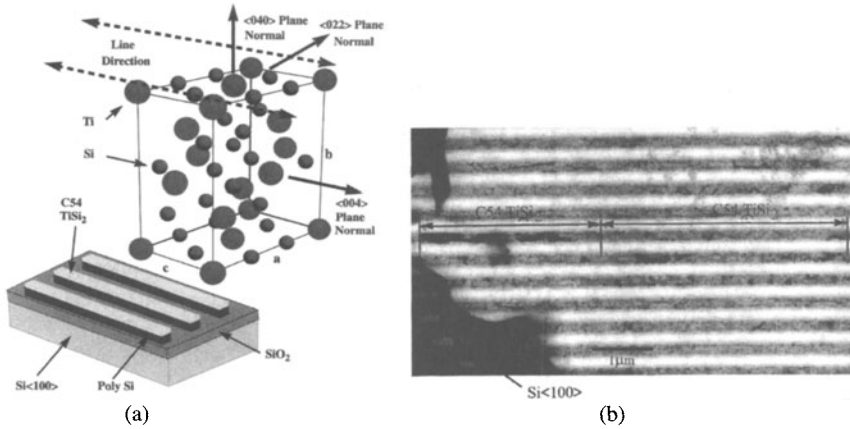 <040> Plane
Normal
<022> Plane
Normal
Line
Direction
Ti
Si
b
<004>
Plane
Normal
a
c
C54
TiSi2
SiO2
Poly Si
Si<100>
(a)
C54 TiSi
C54 TiSi2
1µm
Si<100>
(b)